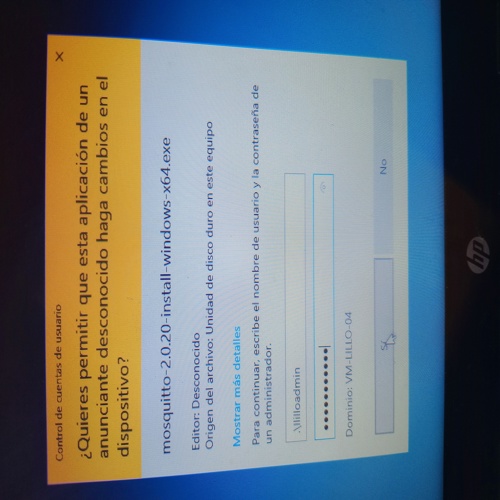 Control de cuentas de usuario
¿Quieres permitir que esta aplicación de un
anunciante desconocido haga cambios en el
dispositivo?
mosquitto-2.0.20-install-windows-x64.exe
Editor: Desconocido
Origen del archivo: Unidad de disco duro en este equipo
Mostrar más detalles
Para continuar, escribe el nombre de usuario y la contraseña de
un administrador.
.\llilloadmin
•••••••••••
Dominio: VM-LILLO-04
Sí
No
hp